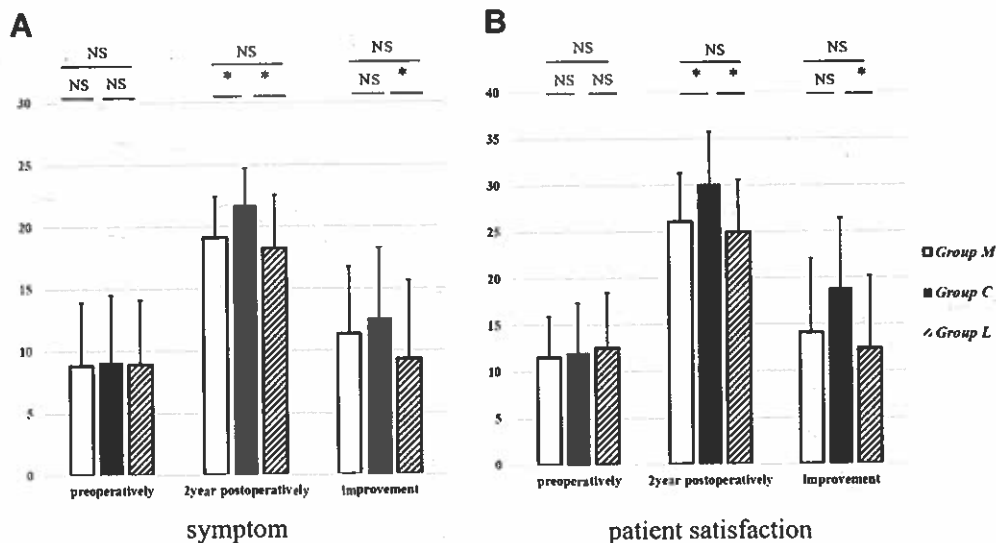 A
B
NS
NS NS
NS
* *
NS
NS *
NS
NS NS
NS
* *
NS
NS *
30
25
20
15
10
5
0
40
35
30
25
20
15
10
5
0
Group M
Group C
Group L
preoperatively 2year postoperatively improvement
preoperatively 2year postoperatively improvement
symptom
patient satisfaction